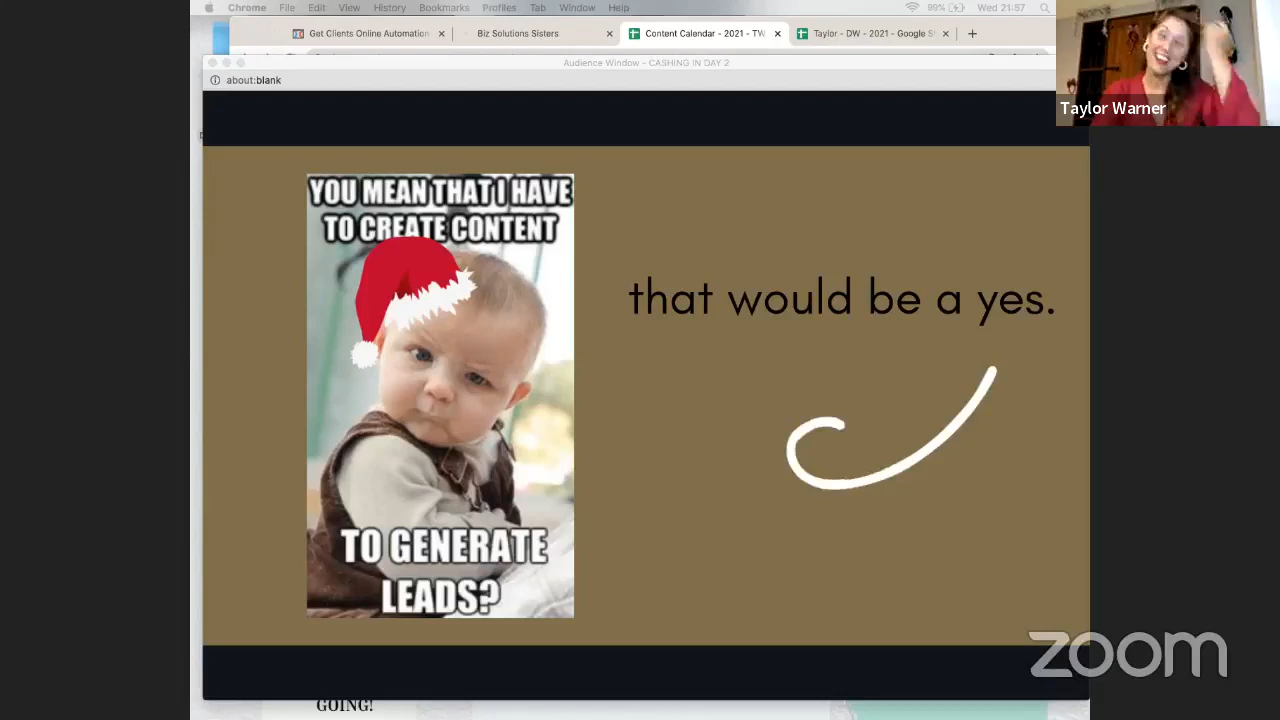 Chrome File Edit View History Bookmarks Profiles Tab Window Help 99% Wed 21:57
Get Clients Online Automation Biz Solutions Sisters Content Calendar - 2021 - TW Taylor - DW - 2021 - Google S
Audience Window - CASHING IN DAY 2
about:blank
Taylor Warner
YOU MEAN THAT I HAVE
TO CREATE CONTENT
that would be a yes.
TO GENERATE
LEADS?
zoom
GOING!